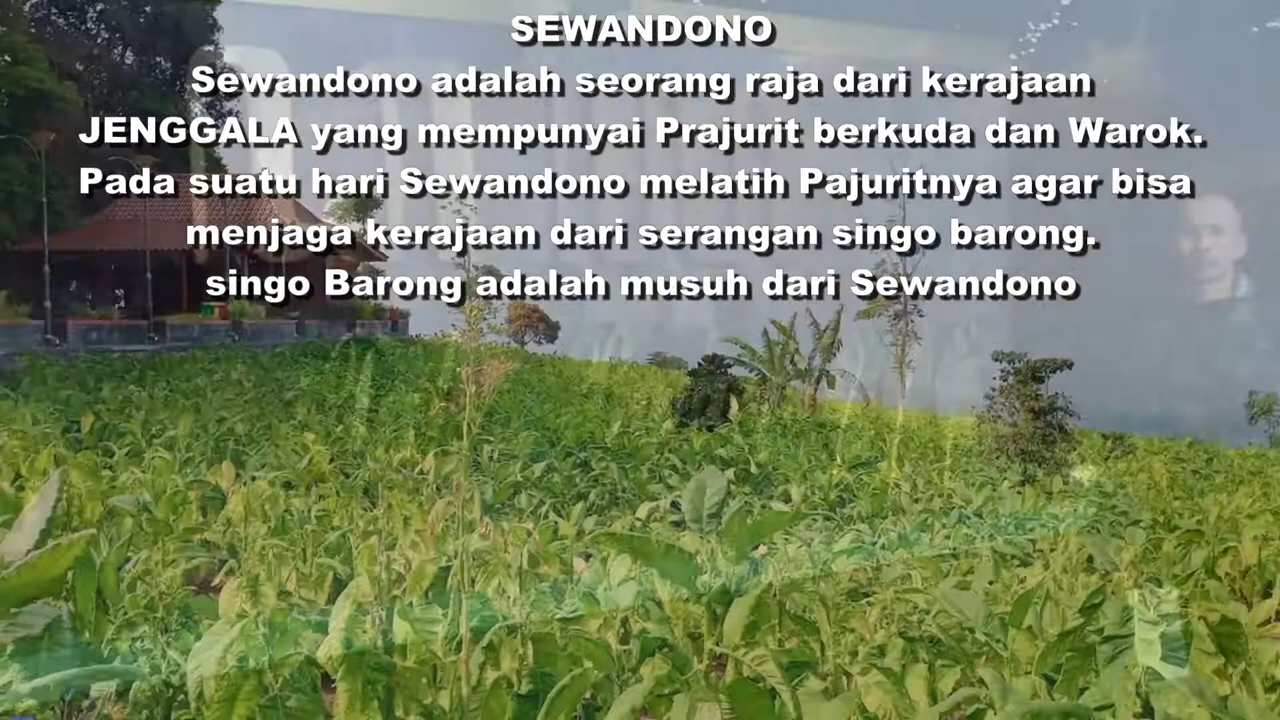 SEWANDONO
Sewandono adalah seorang raja dari kerajaan
JENGGALA yang mempunyai Prajurit berkuda dan Warok.
Pada suatu hari Sewandono melatih Pajuritnya agar bisa
menjaga kerajaan dari serangan singo barong.
singo Barong adalah musuh dari Sewandono